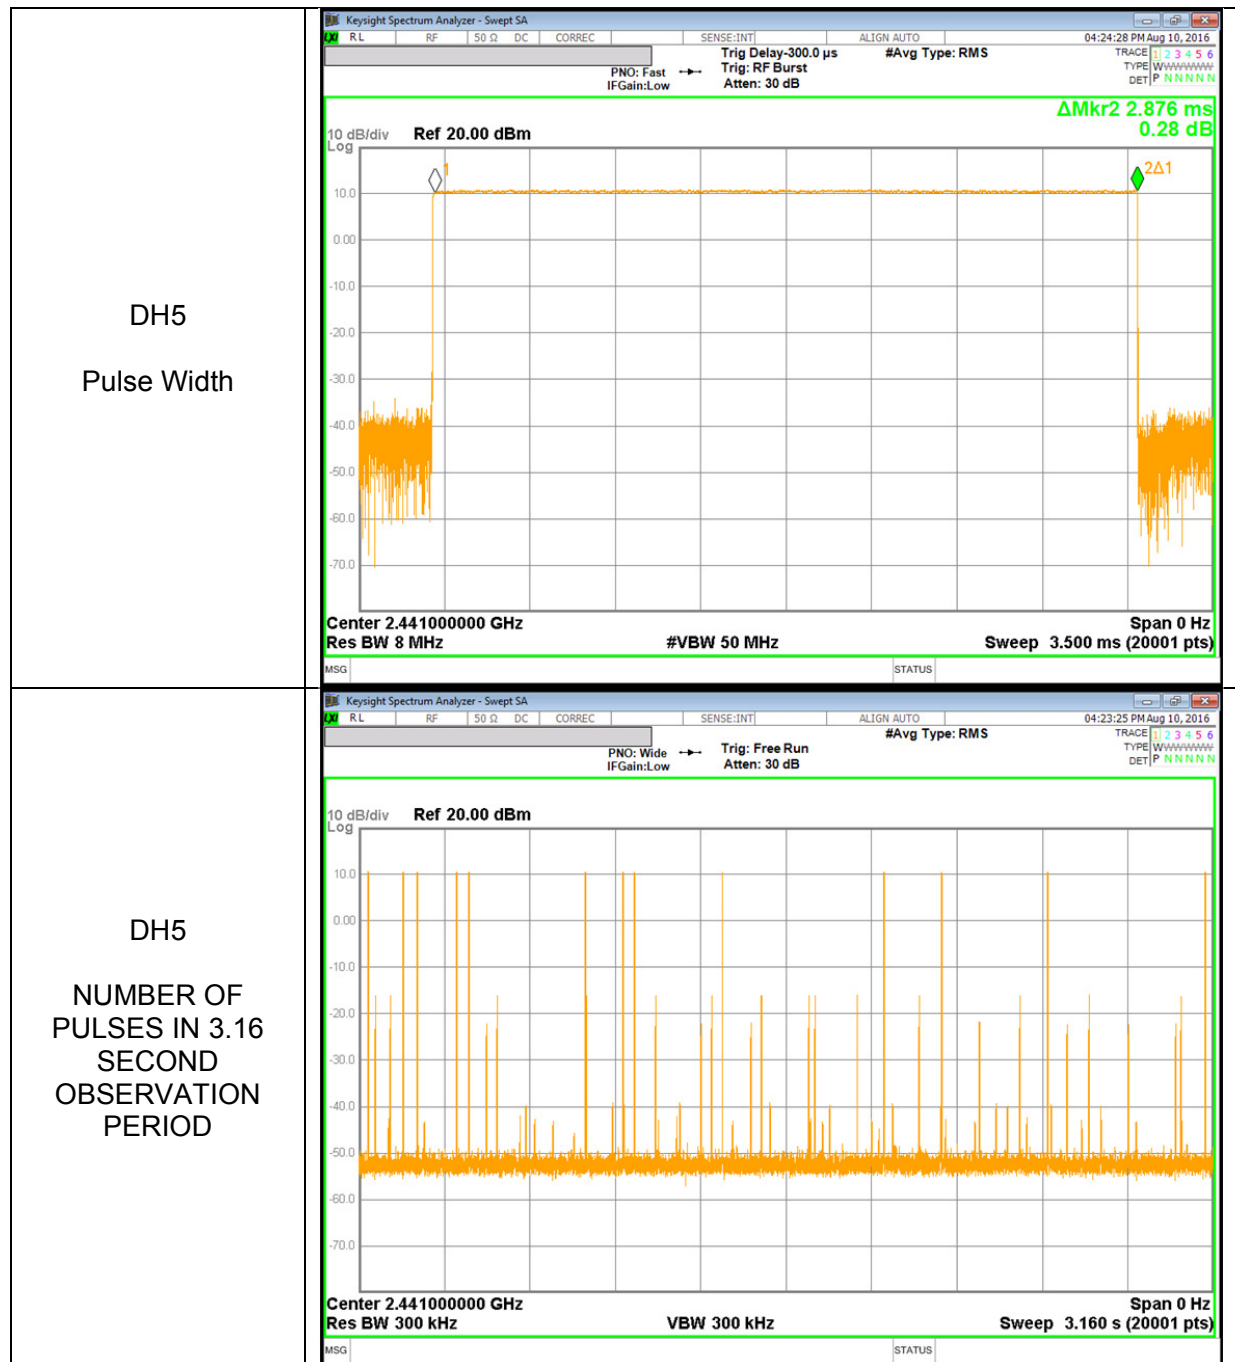 DH5
Pulse Width
Keysight Spectrum Analyzer - Swept SA
LXI RL RF 50 Ω DC CORREC SENSE:INT ALIGN AUTO 04:24:28 PM Aug 10, 2016
Trig Delay-300.0 µs #Avg Type: RMS TRACE 1 2 3 4 5 6
PNO: Fast Trig: RF Burst TYPE WWWWWW
IFGain:Low Atten: 30 dB DET P N N N N N
ΔMkr2 2.876 ms
0.28 dB
10 dB/div Ref 20.00 dBm
Log
1
2Δ1
10.0
0.00
-10.0
-20.0
-30.0
-40.0
-50.0
-60.0
-70.0
Center 2.441000000 GHz Span 0 Hz
Res BW 8 MHz #VBW 50 MHz Sweep 3.500 ms (20001 pts)
MSG STATUS
DH5
NUMBER OF
PULSES IN 3.16
SECOND
OBSERVATION
PERIOD
Keysight Spectrum Analyzer - Swept SA
LXI RL RF 50 Ω DC CORREC SENSE:INT ALIGN AUTO 04:23:25 PM Aug 10, 2016
#Avg Type: RMS TRACE 1 2 3 4 5 6
PNO: Wide Trig: Free Run TYPE WWWWWW
IFGain:Low Atten: 30 dB DET P N N N N N
10 dB/div Ref 20.00 dBm
Log
10.0
0.00
-10.0
-20.0
-30.0
-40.0
-50.0
-60.0
-70.0
Center 2.441000000 GHz Span 0 Hz
Res BW 300 kHz VBW 300 kHz Sweep 3.160 s (20001 pts)
MSG STATUS